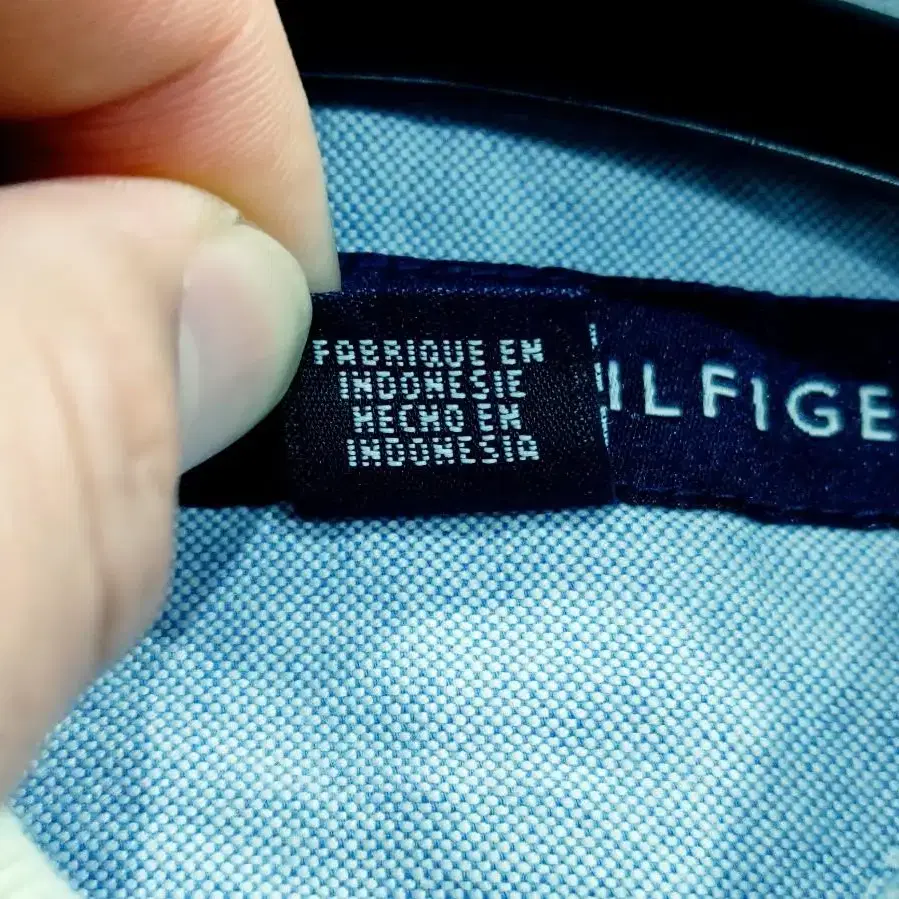 FABRIQUE EN
INDONESIE
HECHO EN
INDONESIA
ILFIGE